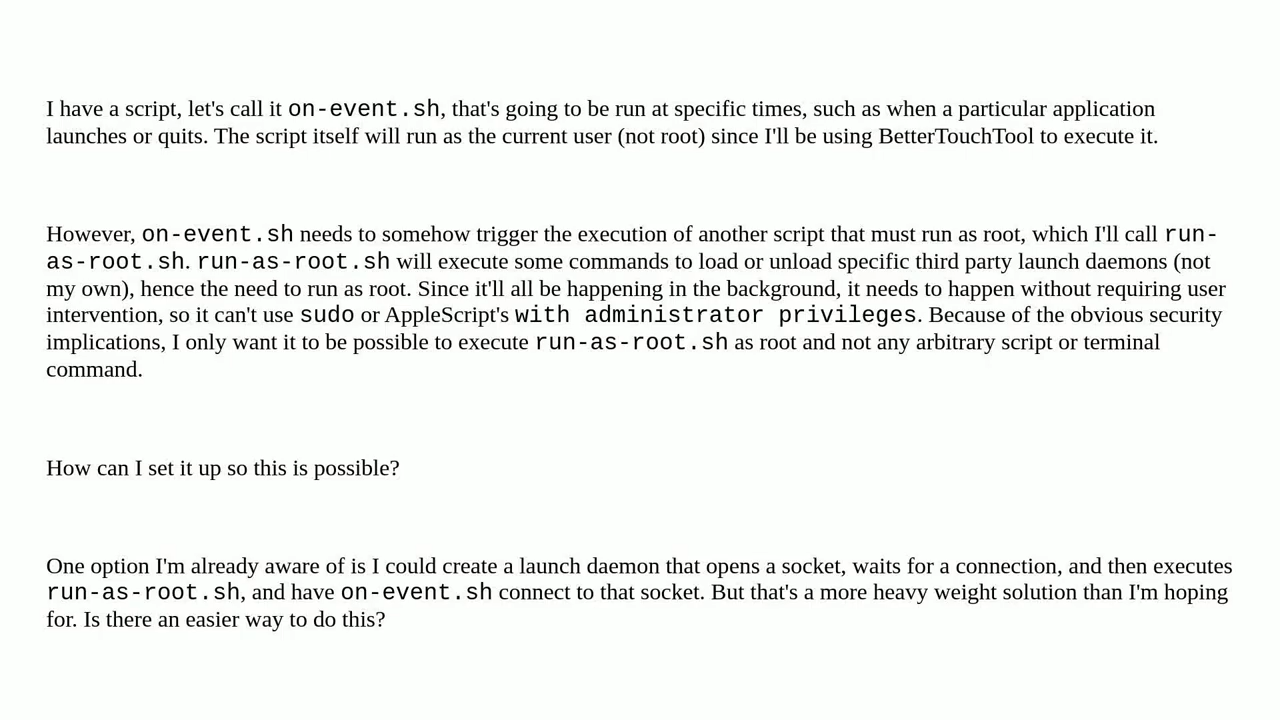 I have a script, let's call it on-event.sh, that's going to be run at specific times, such as when a particular application
launches or quits. The script itself will run as the current user (not root) since I'll be using BetterTouchTool to execute it.
However, on-event.sh needs to somehow trigger the execution of another script that must run as root, which I'll call run-
as-root.sh. run-as-root.sh will execute some commands to load or unload specific third party launch daemons (not
my own), hence the need to run as root. Since it'll all be happening in the background, it needs to happen without requiring user
intervention, so it can't use sudo or AppleScript's with administrator privileges. Because of the obvious security
implications, I only want it to be possible to execute run-as-root.sh as root and not any arbitrary script or terminal
command.
How can I set it up so this is possible?
One option I'm already aware of is I could create a launch daemon that opens a socket, waits for a connection, and then executes
run-as-root.sh, and have on-event.sh connect to that socket. But that's a more heavy weight solution than I'm hoping
for. Is there an easier way to do this?